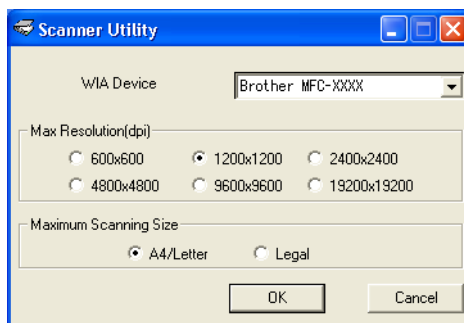 Scanner Utility
WIA Device Brother MFC-XXXX
Max Resolution(dpi)
600x600 1200x1200 2400x2400
4800x4800 9600x9600 19200x19200
Maximum Scanning Size
A4/Letter Legal
OK Cancel